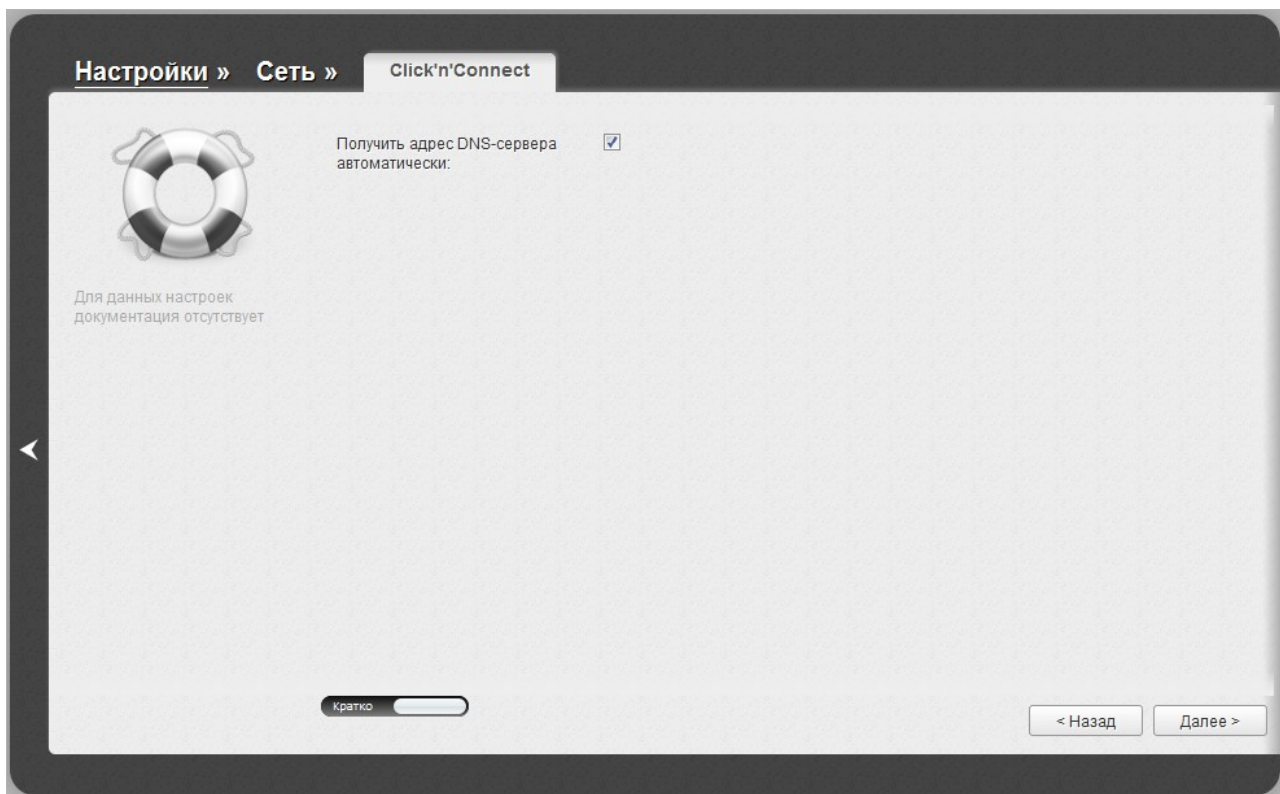 Настройки » Сеть » Click'n'Connect
Получить адрес DNS-сервера
автоматически:
Для данных настроек
документация отсутствует
Кратко
< Назад Далее >